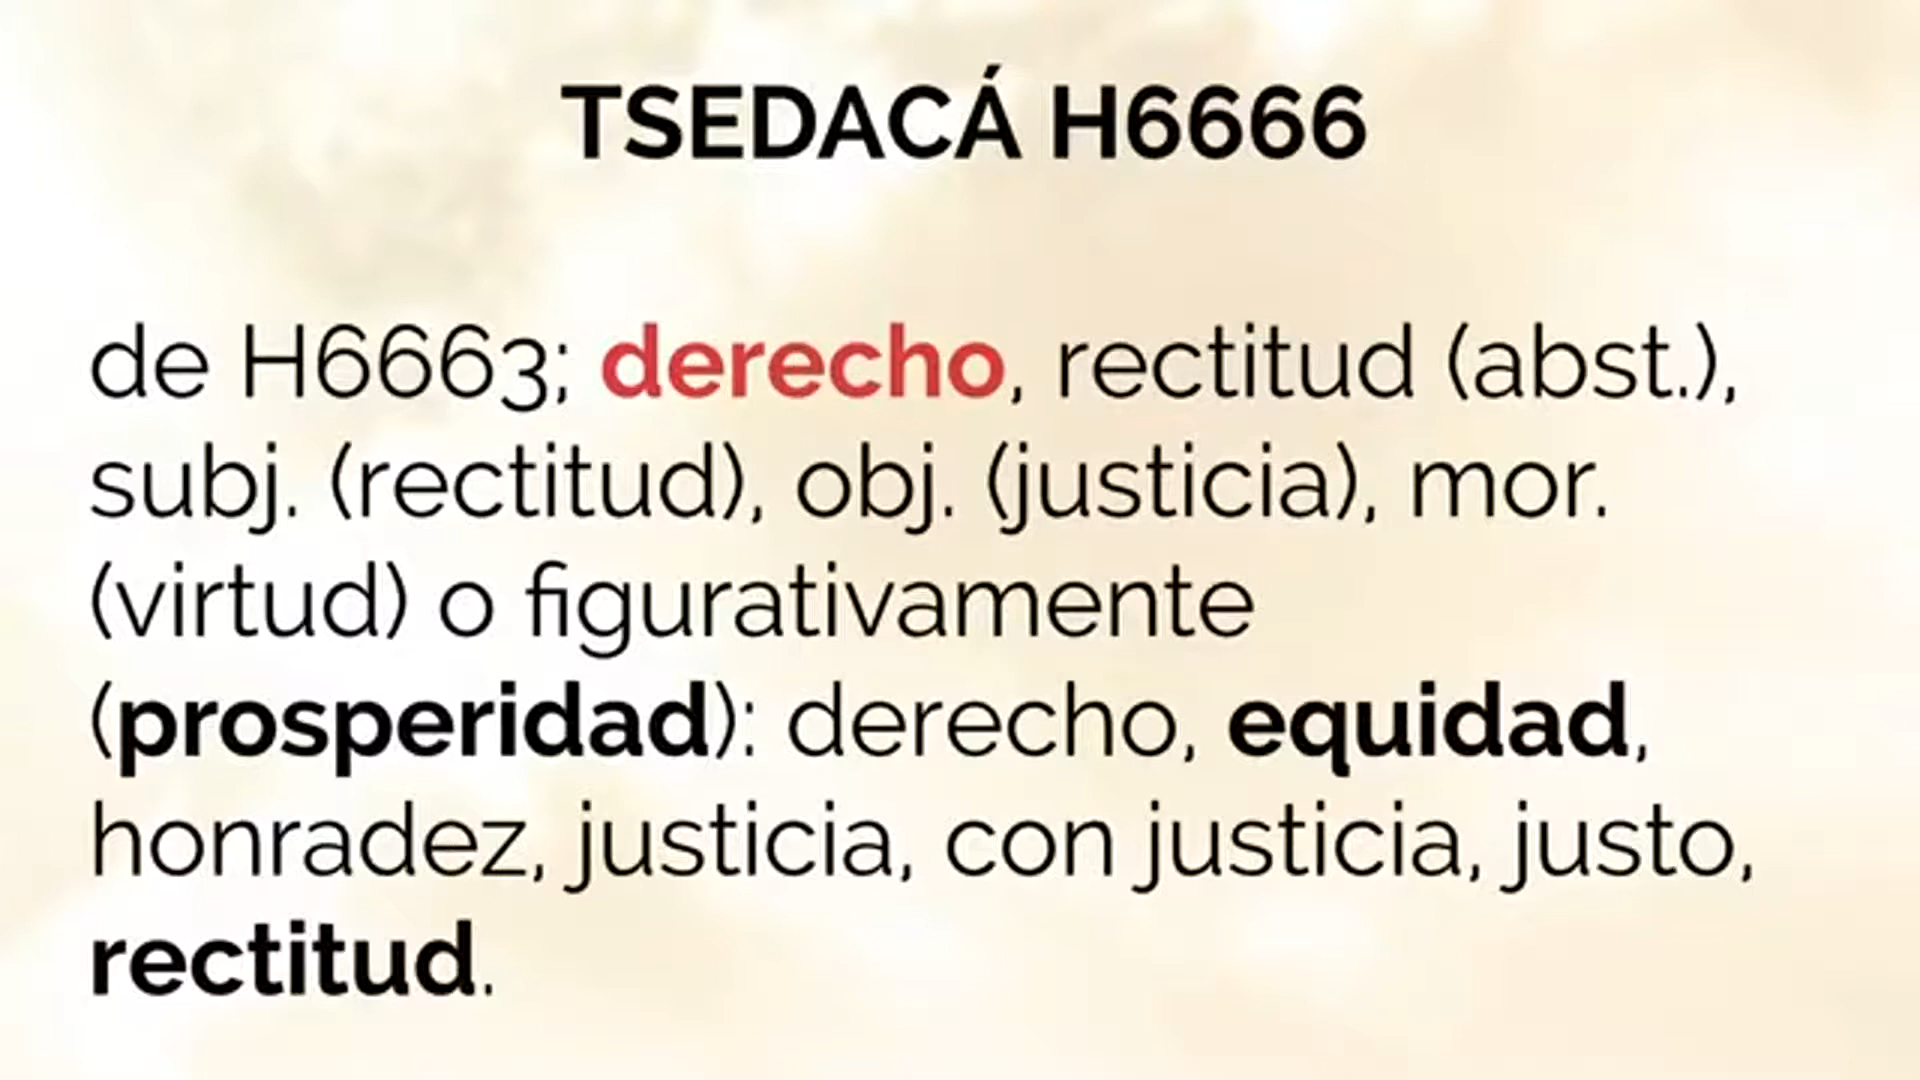 TSEDACÁ H6666
de H6663; derecho, rectitud (abst.),
subj. (rectitud), obj. (justicia), mor.
(virtud) o figurativamente
(prosperidad): derecho, equidad,
honradez, justicia, con justicia, justo,
rectitud.